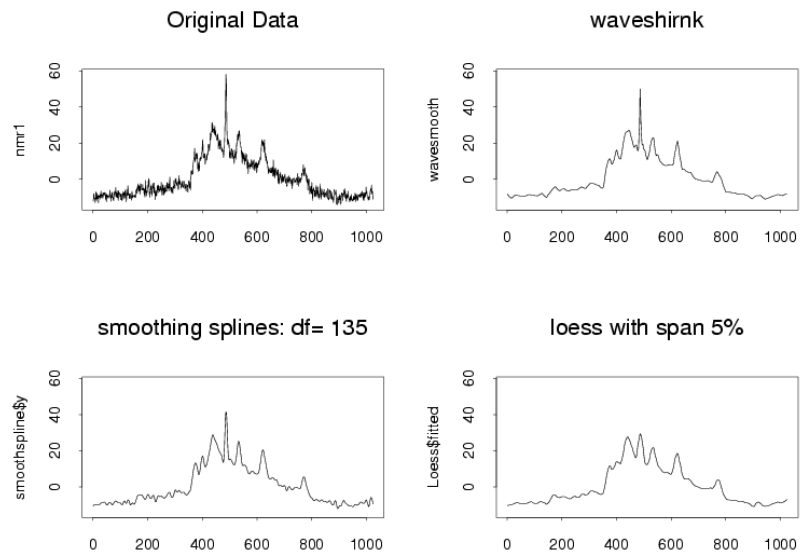 Original Data
nmr1
60
40
20
0
0 200 400 600 800 1000
waveshirnk
wavesmooth
60
40
20
0
0 200 400 600 800 1000
smoothing splines: df= 135
smoothspline$y
60
40
20
0
0 200 400 600 800 1000
loess with span 5%
Loess$fitted
60
40
20
0
0 200 400 600 800 1000